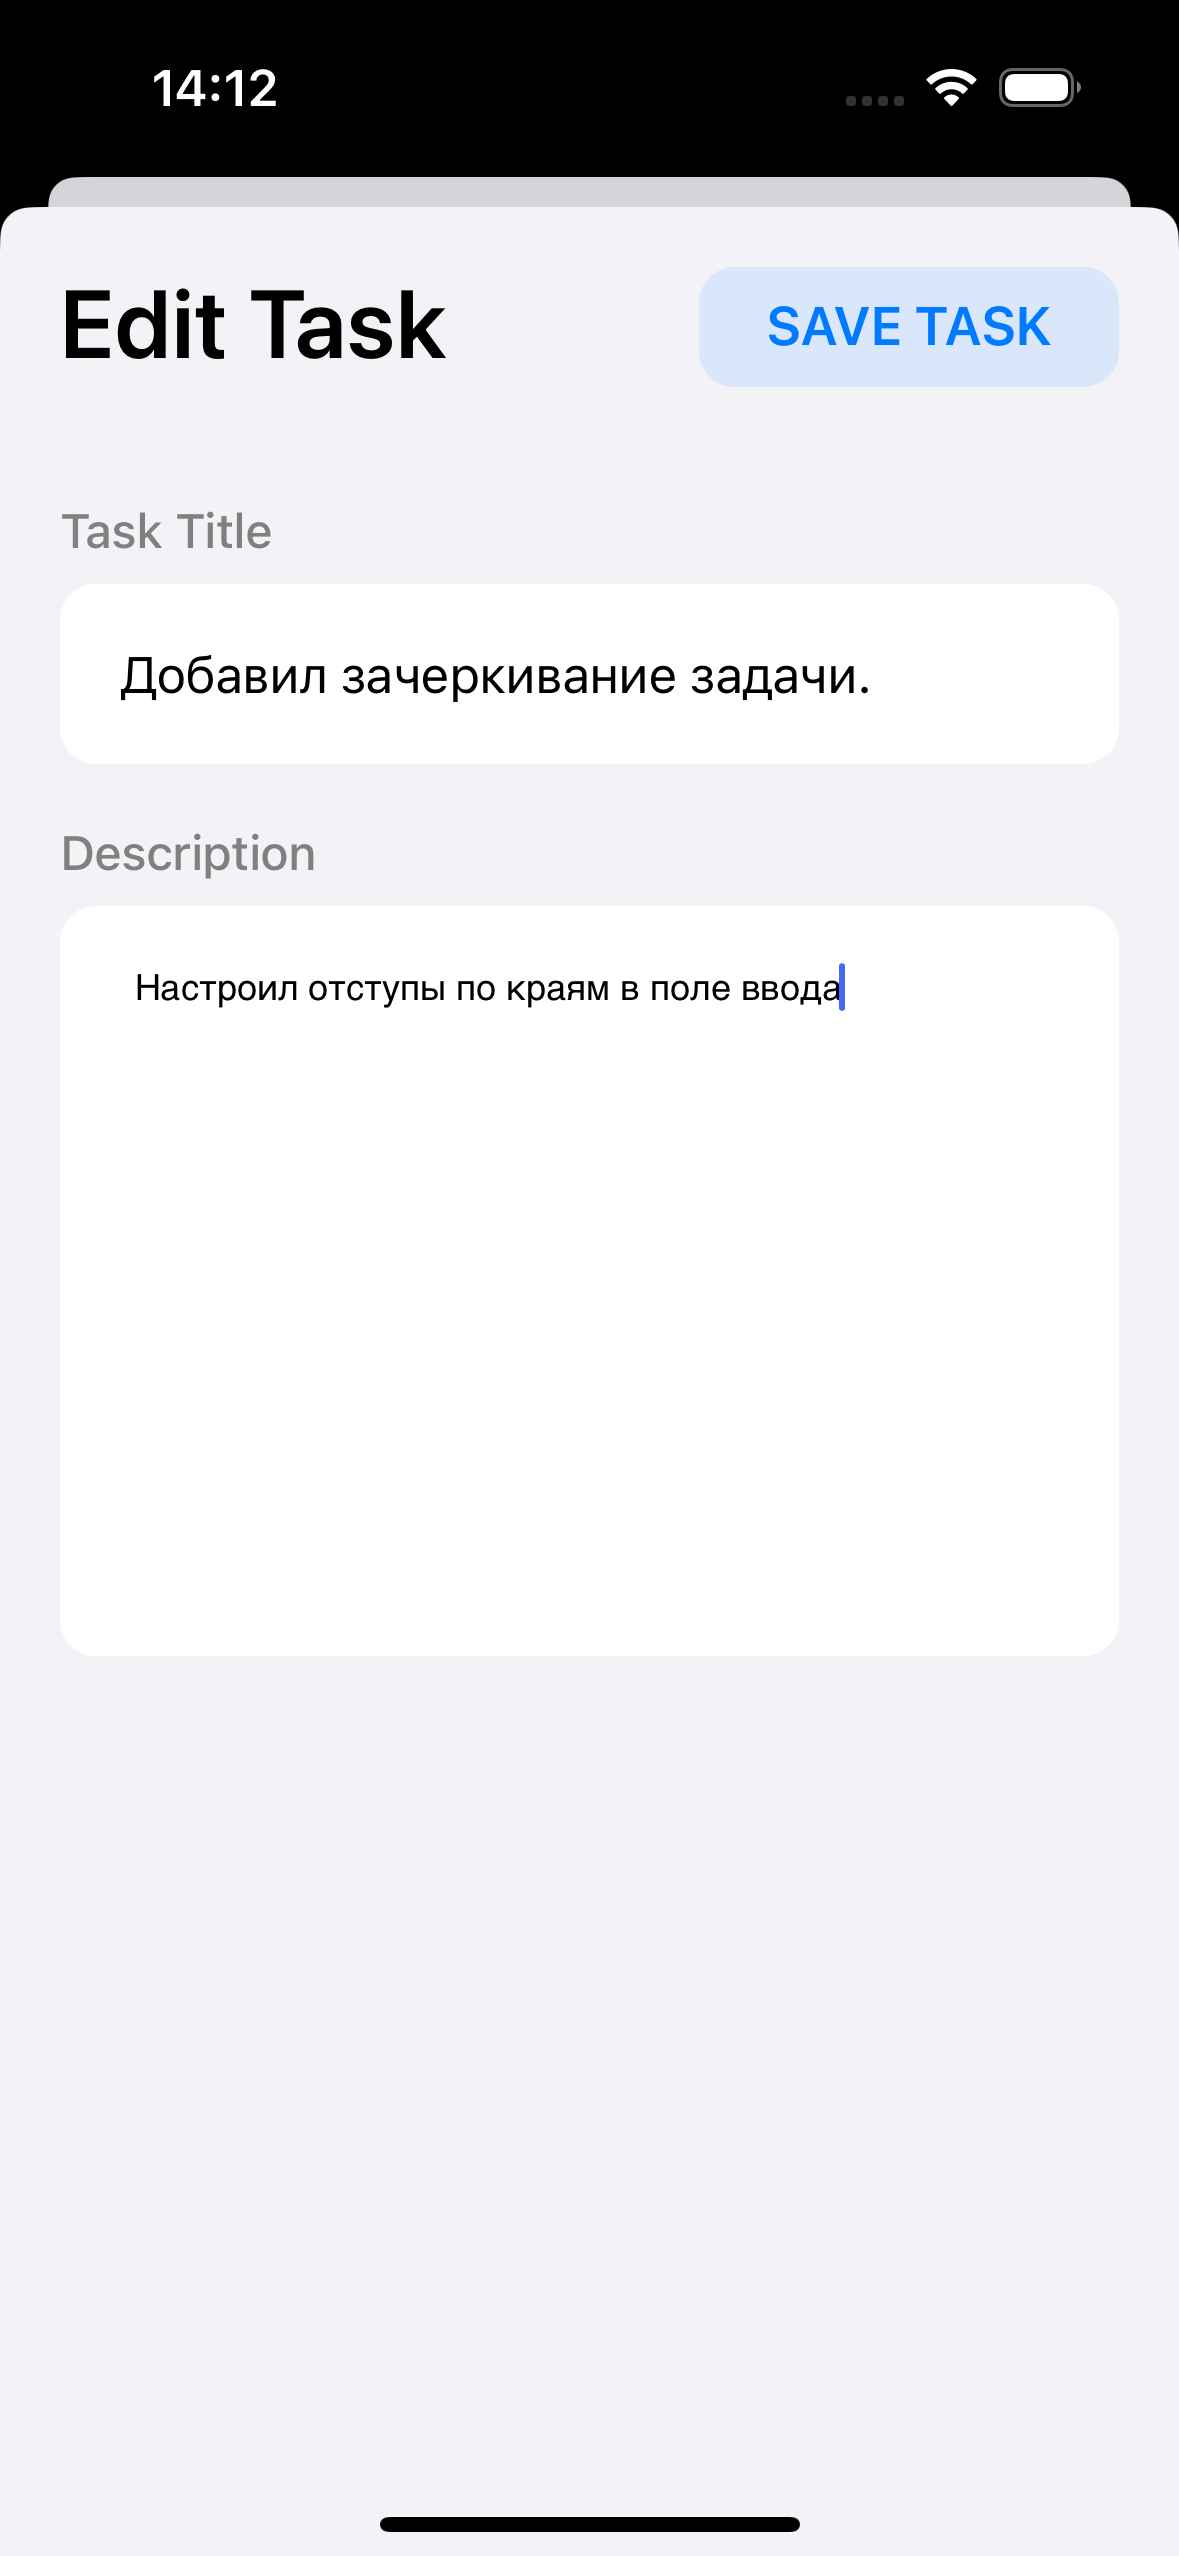 14:12
Edit Task
SAVE TASK
Task Title
Добавил зачеркивание задачи.
Description
Настроил отступы по краям в поле ввода